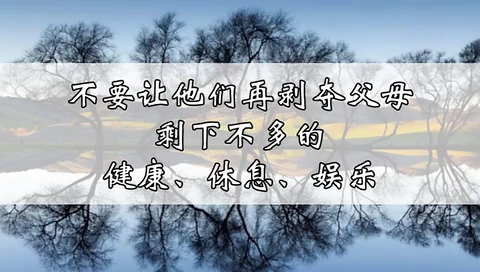 不要让他们再剥夺父母
剩下不多的
健康、休息、娱乐